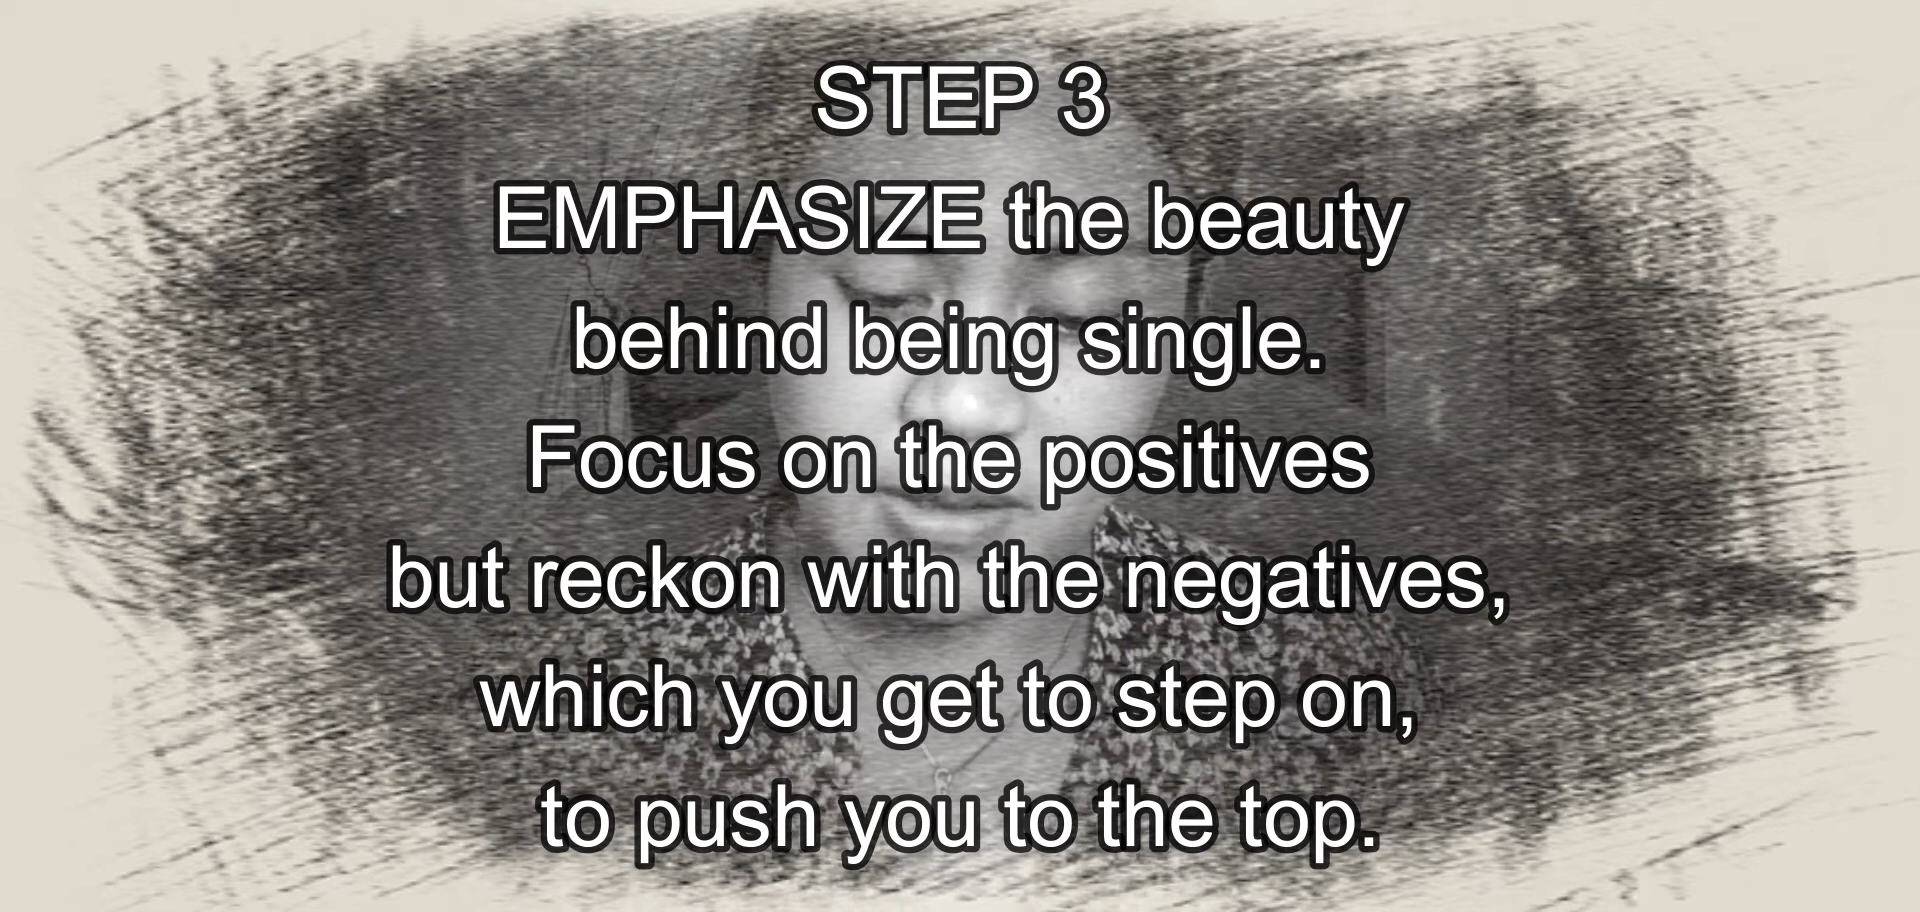 STEP 3
EMPHASIZE the beauty
behind being single.
Focus on the positives
but reckon with the negatives,
which you get to step on,
to push you to the top.